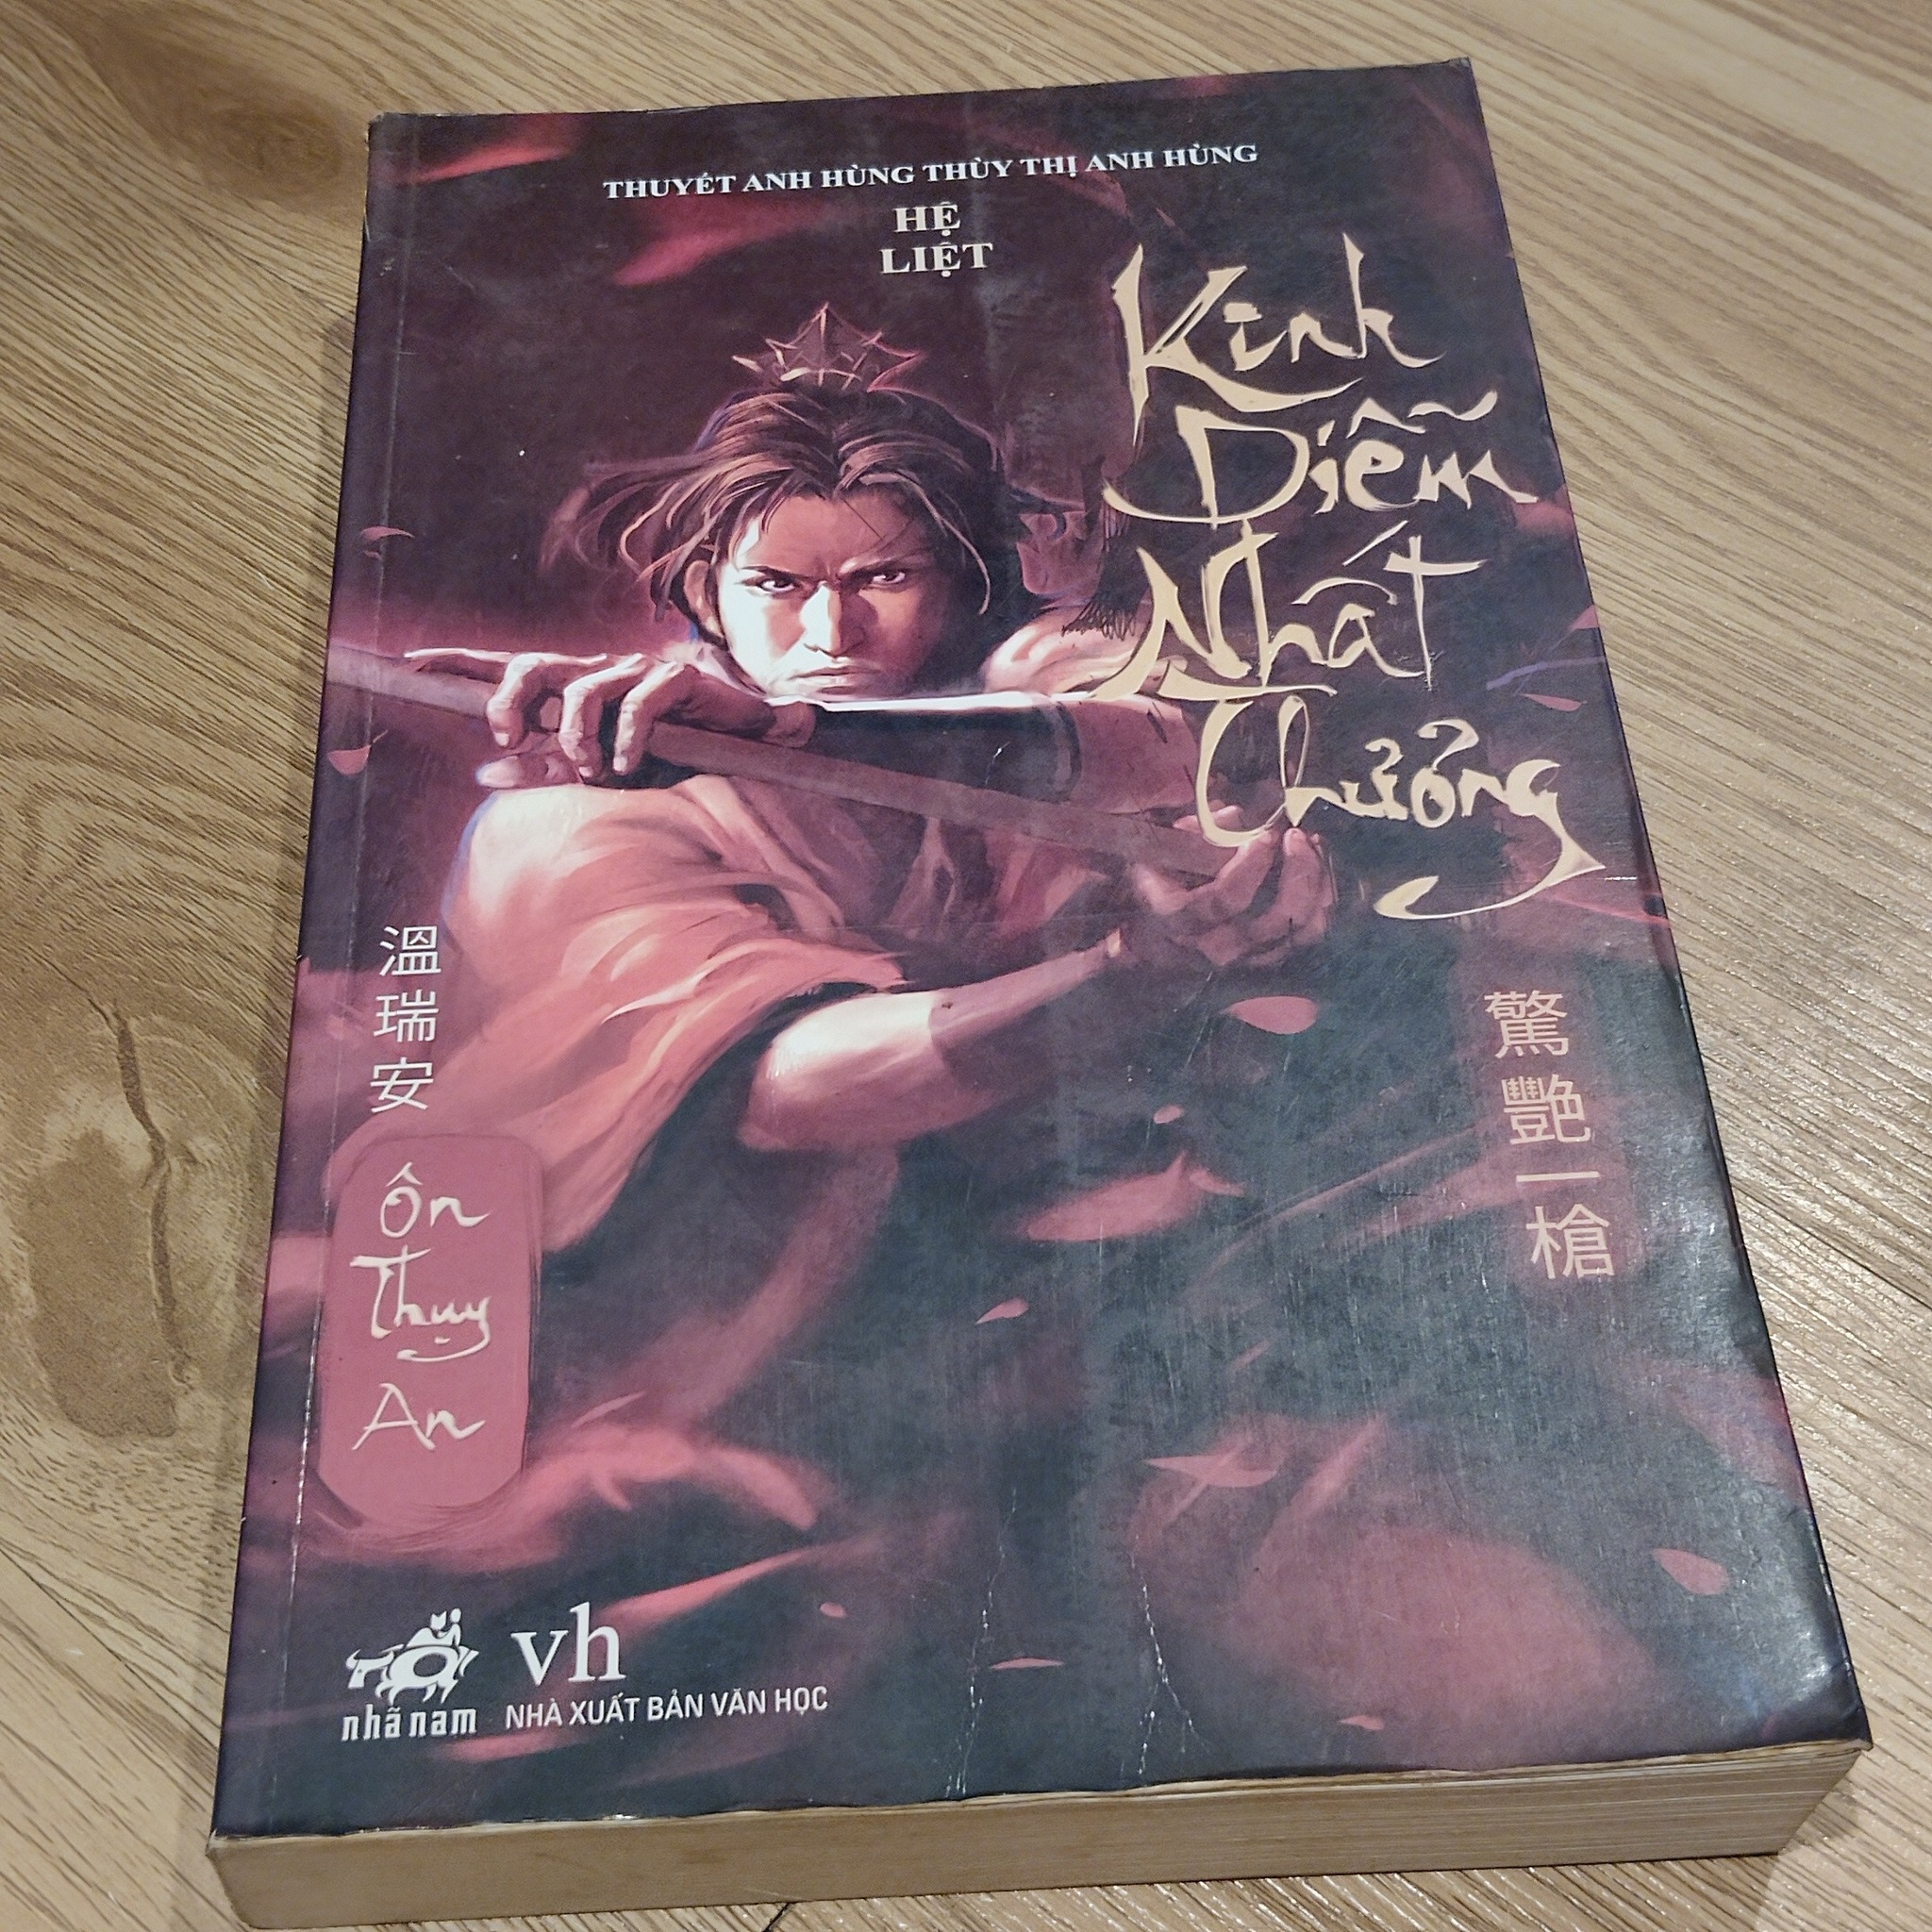 THUYẾT ANH HÙNG THÙY THỊ ANH HÙNG
HỆ
LIỆT
Kinh
Diễm
Nhất
Thưởng
溫瑞安
驚艷一槍
Ôn
Thụy
An
nhã nam
vh
NHÀ XUẤT BẢN VĂN HỌC